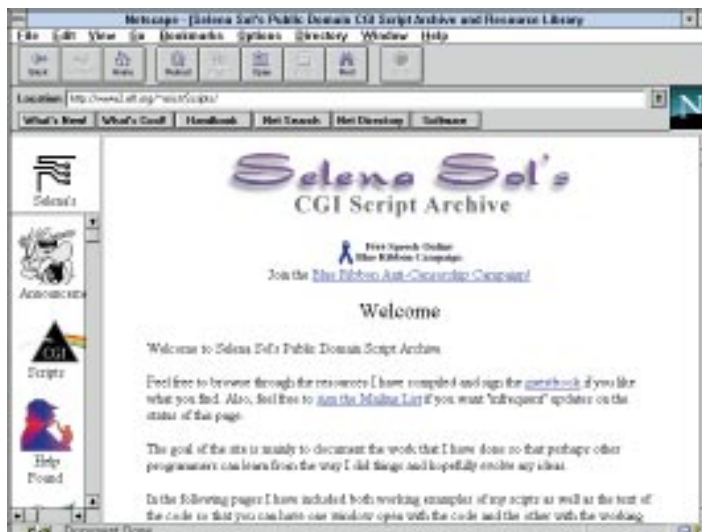 Netscape - [Selena Sol's Public Domain CGI Script Archive and Resource Library]
File Edit View Go Bookmarks Options Directory Window Help
Back Home Reload Open Find
Location:
What's New! What's Cool! Handbook Net Search Net Directory Software
N
Selena's
Announceme
CGI
Scripts
Help
Found
Selena Sol's
CGI Script Archive
Free Speech Online
Blue Ribbon Campaign
Join the Blue Ribbon Anti-Censorship Campaign!
Welcome
Welcome to Selena Sol's Public Domain Script Archive
Feel free to browse through the resources I have compiled and sign the guestbook if you like
what you find. Also, feel free to sign the Mailing List if you want "infrequent" updates on the
status of this page.
The goal of the site is mainly to document the work that I have done so that perhaps other
programmers can learn from the way I did things and hopefully evolve my ideas.
In the following pages I have included both working examples of my scripts as well as the text of
the code so that you can have one window open with the code and the other with the working
Document Done